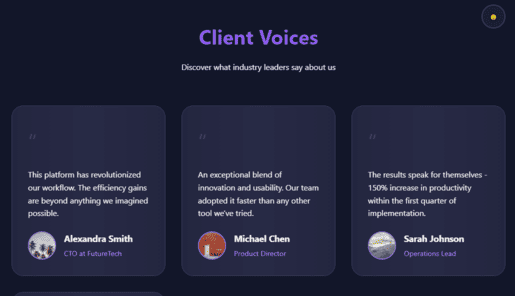 Client Voices
Discover what industry leaders say about us
"
This platform has revolutionized
our workflow. The efficiency gains
are beyond anything we imagined
possible.
Alexandra Smith
CTO at FutureTech
"
An exceptional blend of
innovation and usability. Our team
adopted it faster than any other
tool we've tried.
Michael Chen
Product Director
"
The results speak for themselves -
150% increase in productivity
within the first quarter of
implementation.
Sarah Johnson
Operations Lead